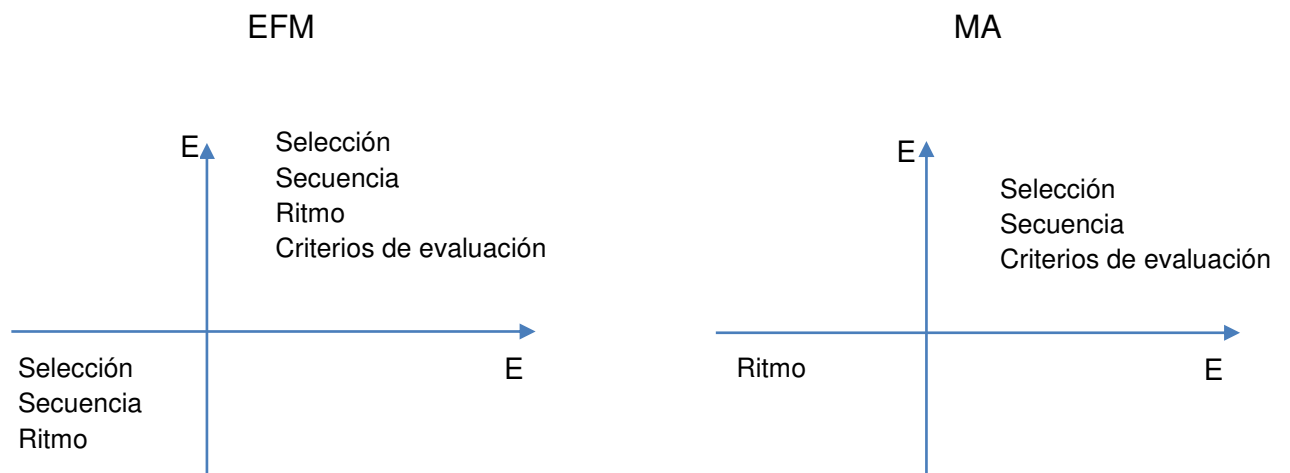 EFM
E
Selección
Secuencia
Ritmo
Criterios de evaluación
Selección
Secuencia
Ritmo
E
MA
E
Selección
Secuencia
Criterios de evaluación
Ritmo
E